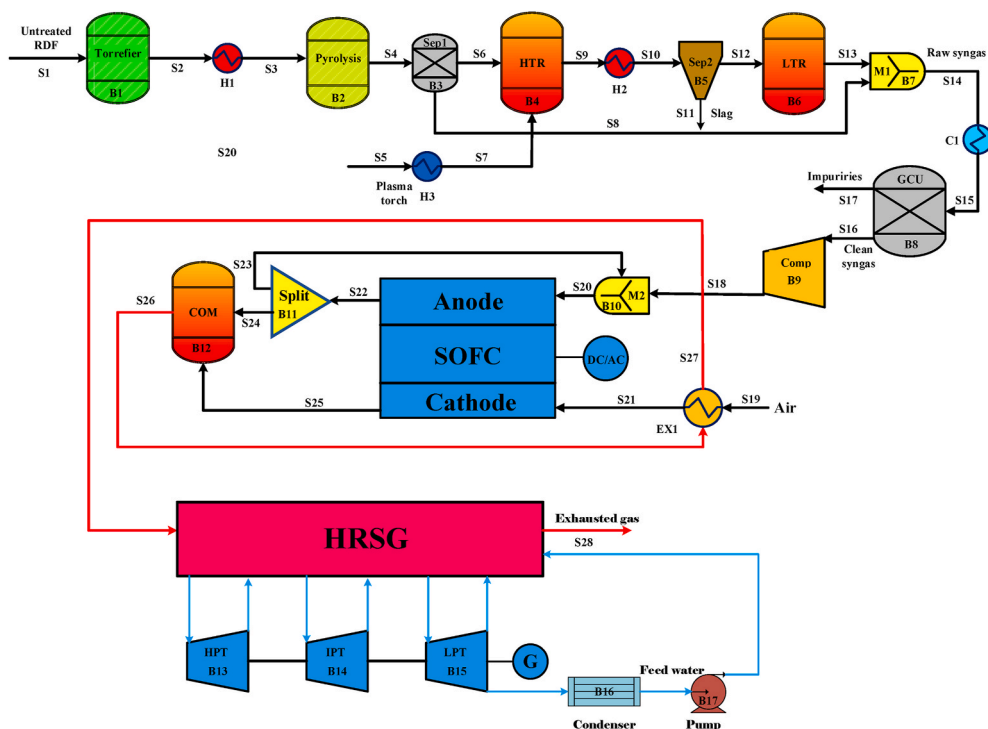 Untreated
RDF
S1
Torrefier
B1
S2
H1
S3
Pyrolysis
B2
S4
Sep1
B3
S6
HTR
B4
S9
H2
S10
Sep2
B5
S11
Slag
S12
LTR
B6
S13
M1
B7
Raw syngas
S14
S8
S20
S5
Plasma
torch
H3
S7
C1
Impuriries
S17
GCU
B8
S15
S16
Clean
syngas
Comp
B9
S18
M2
B10
S20
S23
Split
B11
S22
S24
S26
COM
B12
Anode
SOFC
Cathode
DC/AC
S27
S25
S21
EX1
S19
Air
HRSG
Exhausted gas
S28
HPT
B13
IPT
B14
LPT
B15
G
Feed water
B16
B17
Condenser
Pump